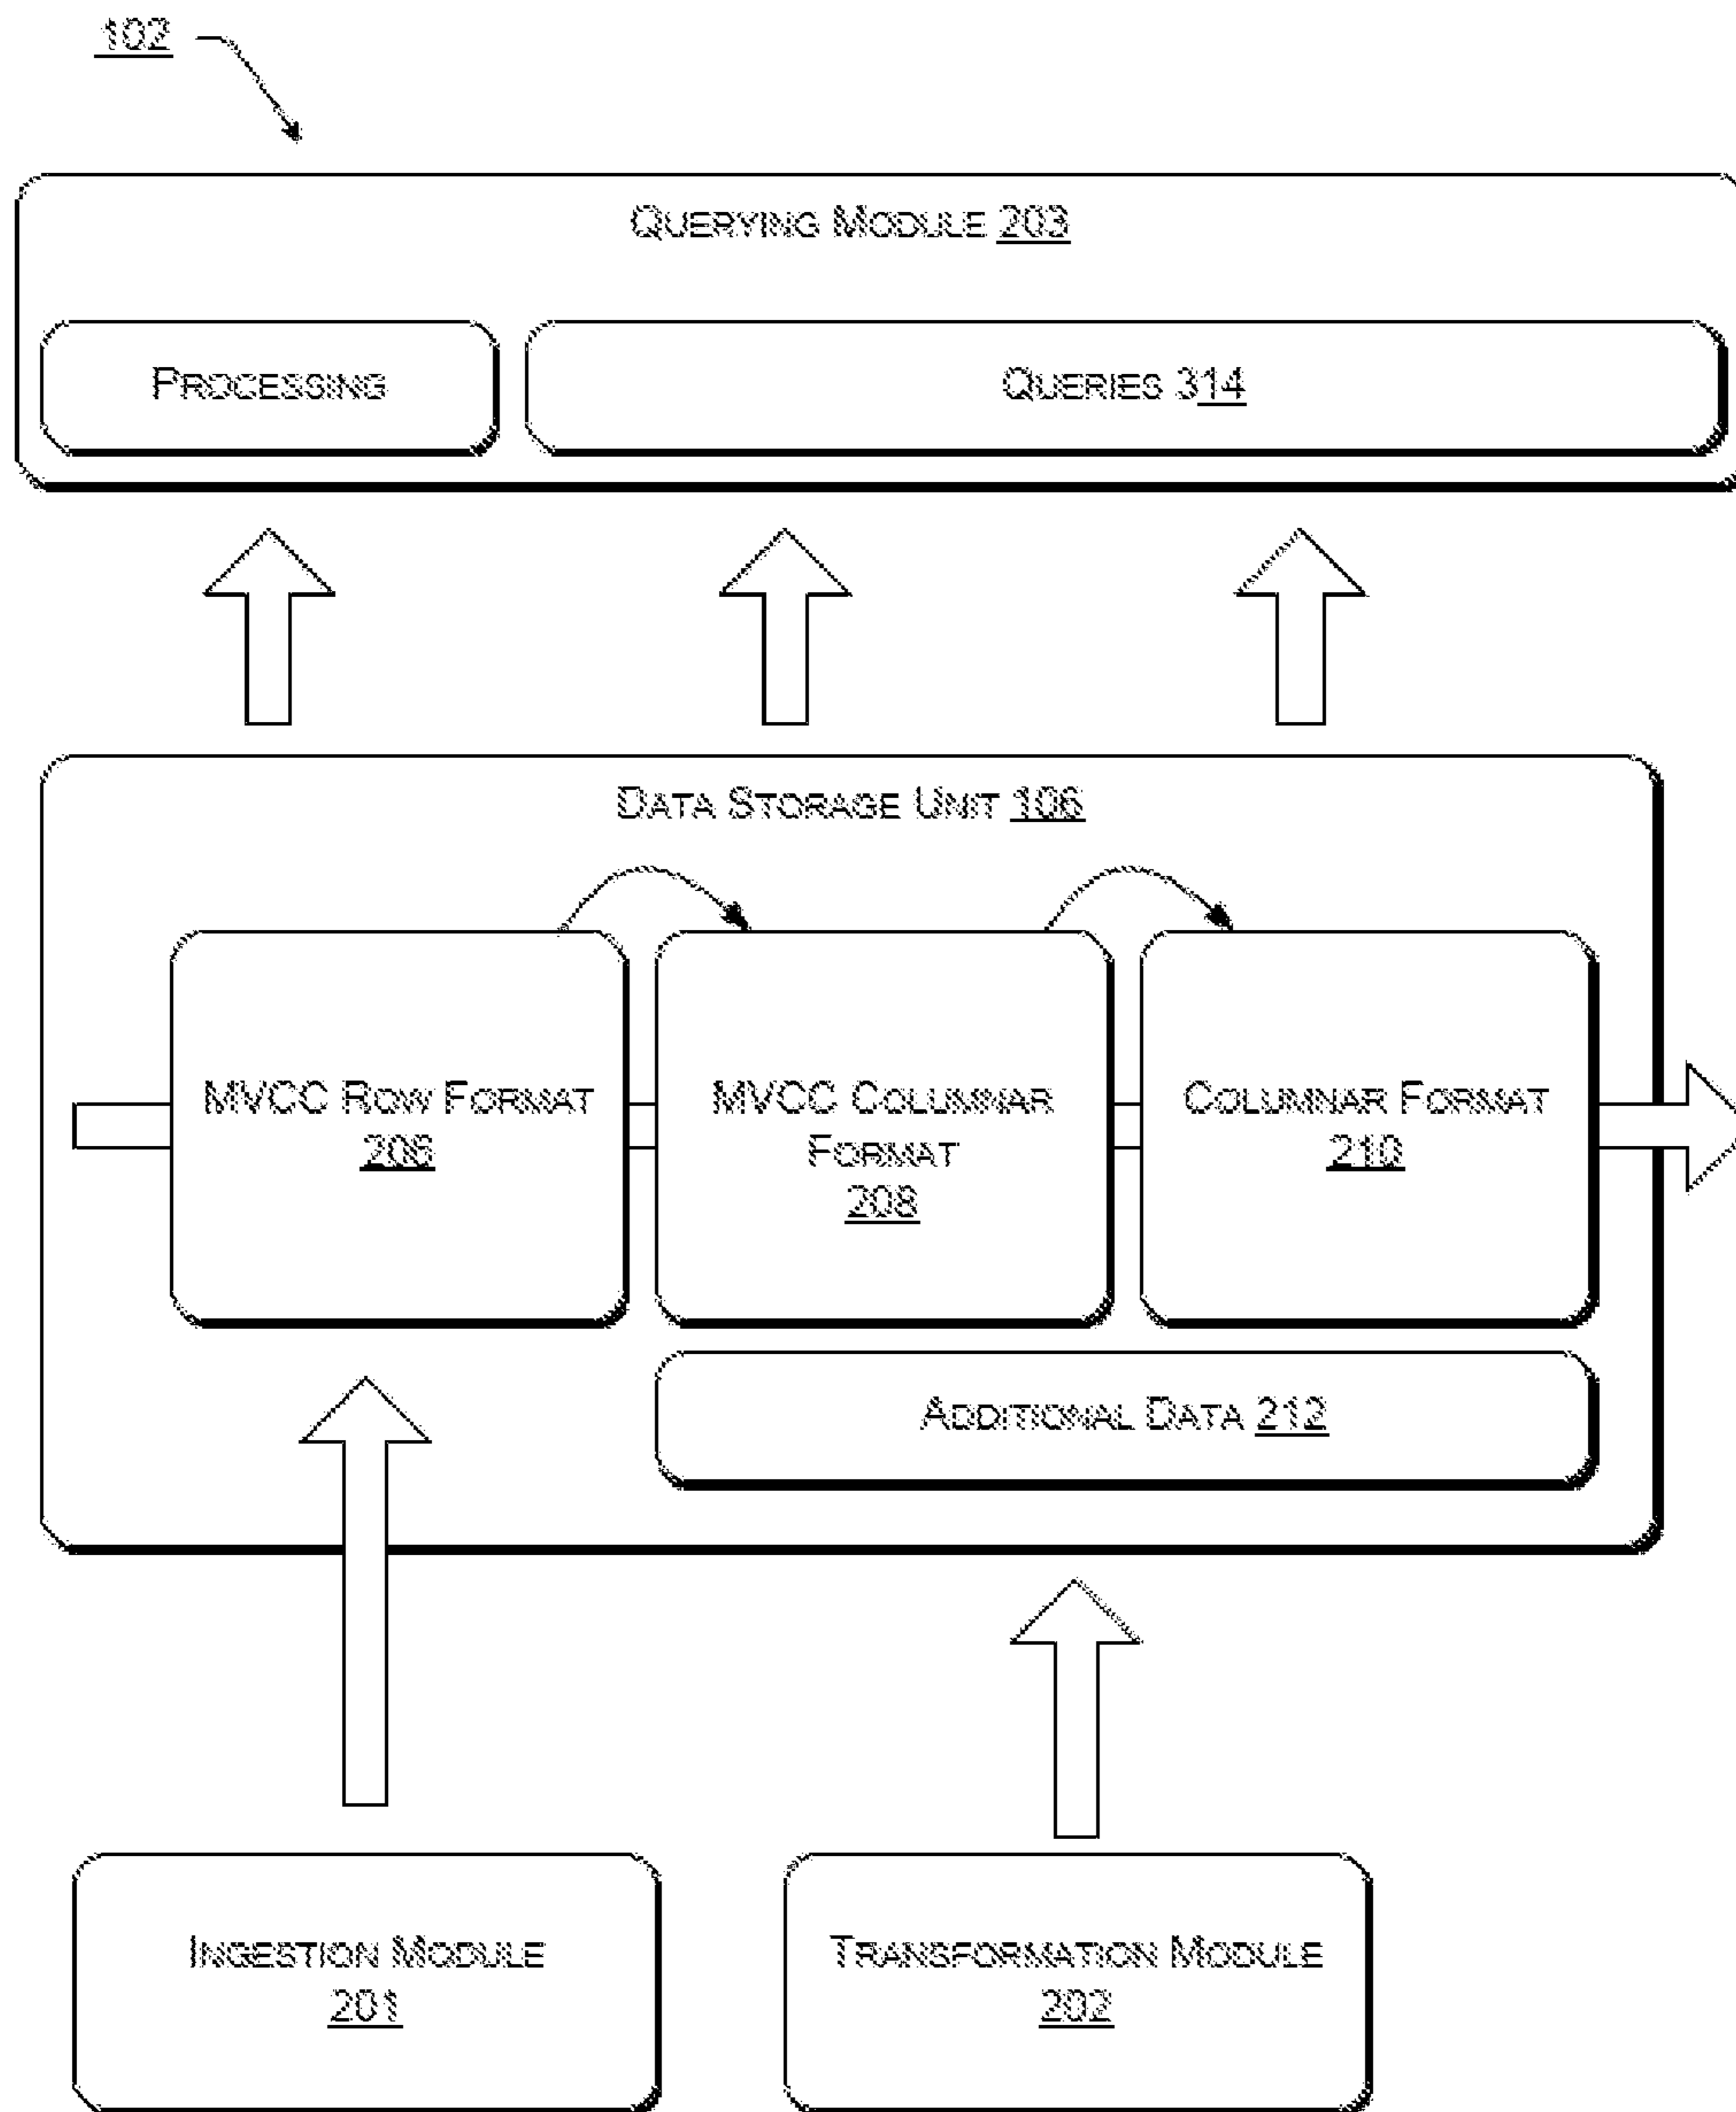 102
QUERYING MODULE 203
PROCESSING
QUERIES 314
DATA STORAGE UNIT 106
MVCC ROW FORMAT
206
MVCC COLUMNAR
FORMAT
208
COLUMNAR FORMAT
210
ADDITIONAL DATA 212
INGESTION MODULE
201
TRANSFORMATION MODULE
202